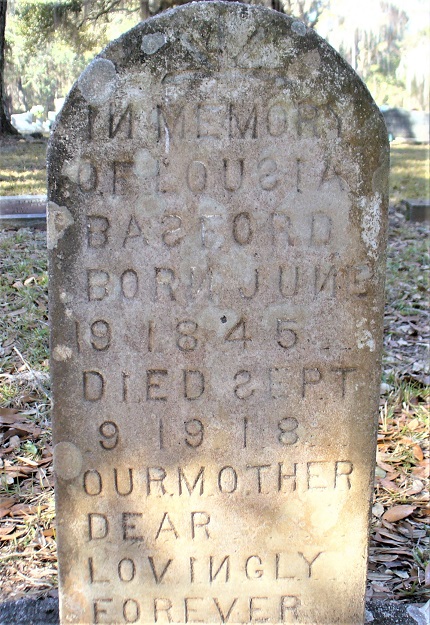 IN MEMORY
OF LOUSIA
BASFORD
BORN JUNE
19 1845
DIED SEPT
9 1918
OUR MOTHER
DEAR
LOVINGLY
FOREVER